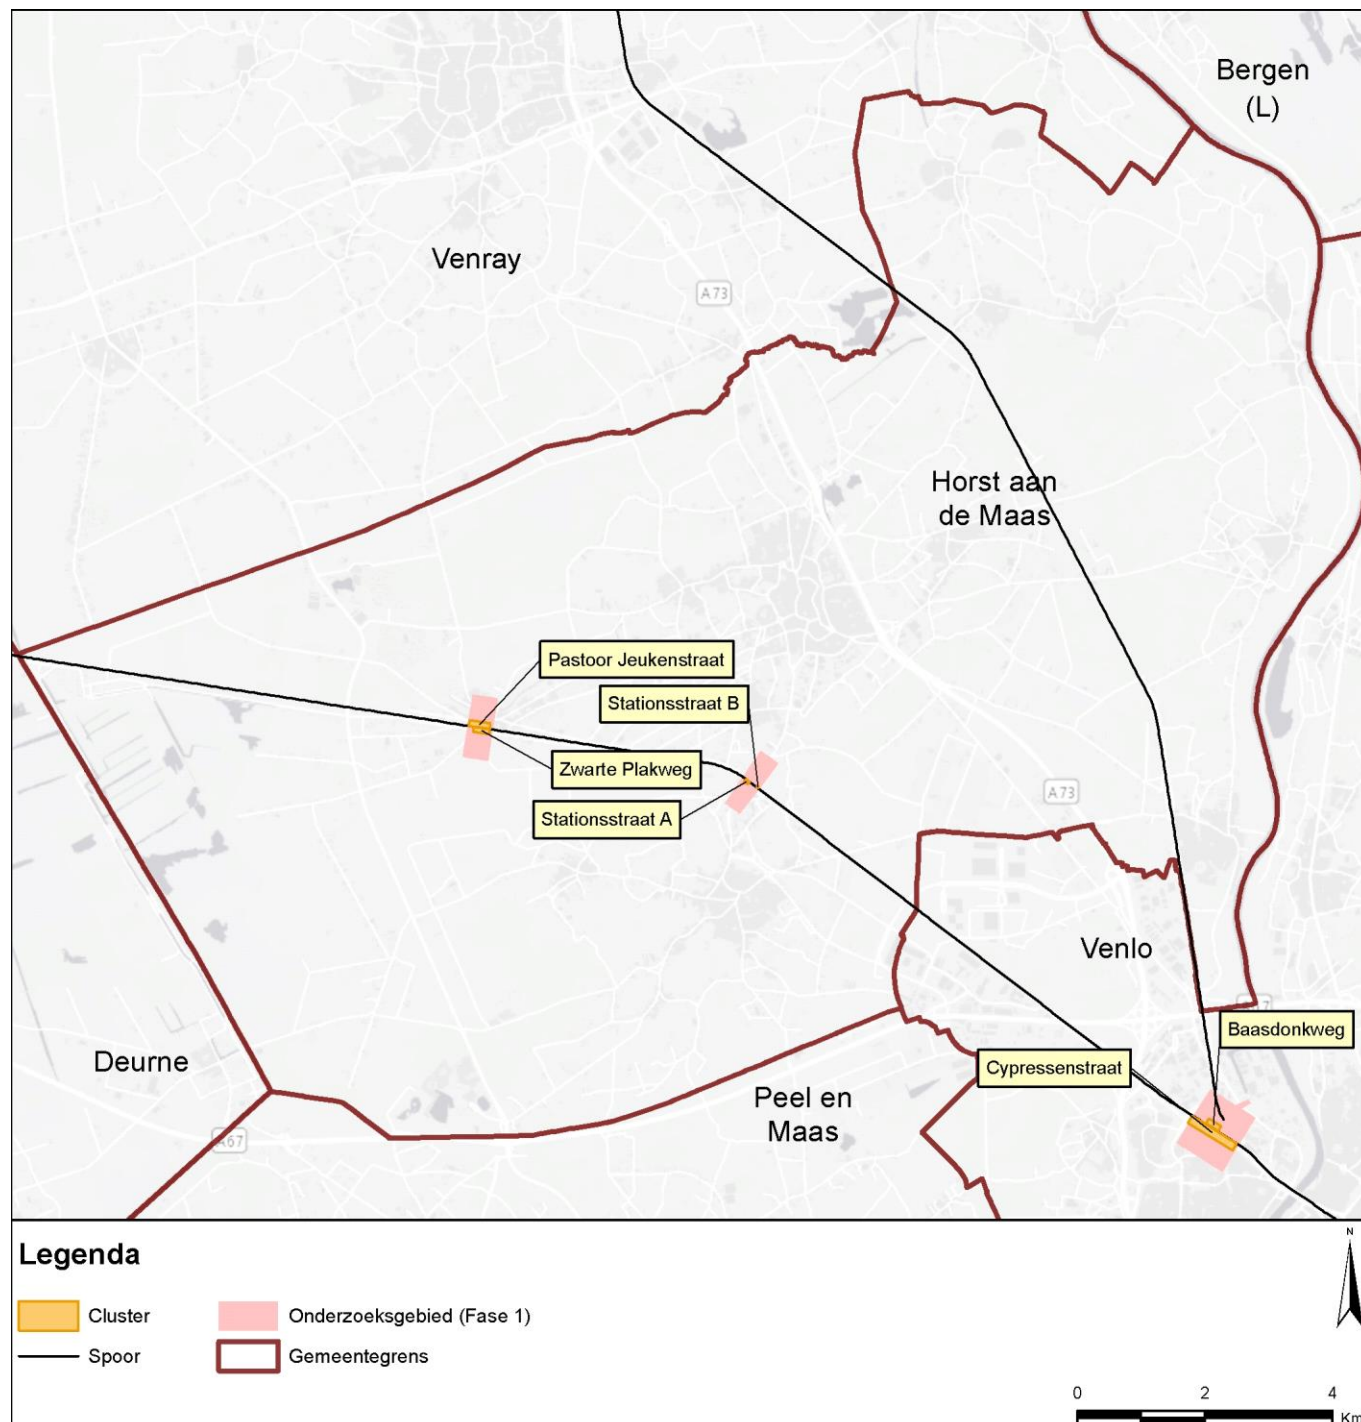 Bergen
(L)
Venray
A73
Horst aan
de Maas
Pastoor Jeukenstraat
Stationsstraat B
Zwarte Plakweg
Stationsstraat A
A73
Venlo
Baasdonkweg
Cypressenstraat
Deurne
Peel en
Maas
A67
Legenda
N
Cluster
Onderzoeksgebied (Fase 1)
Spoor
Gemeentegrens
0 2 4
Km